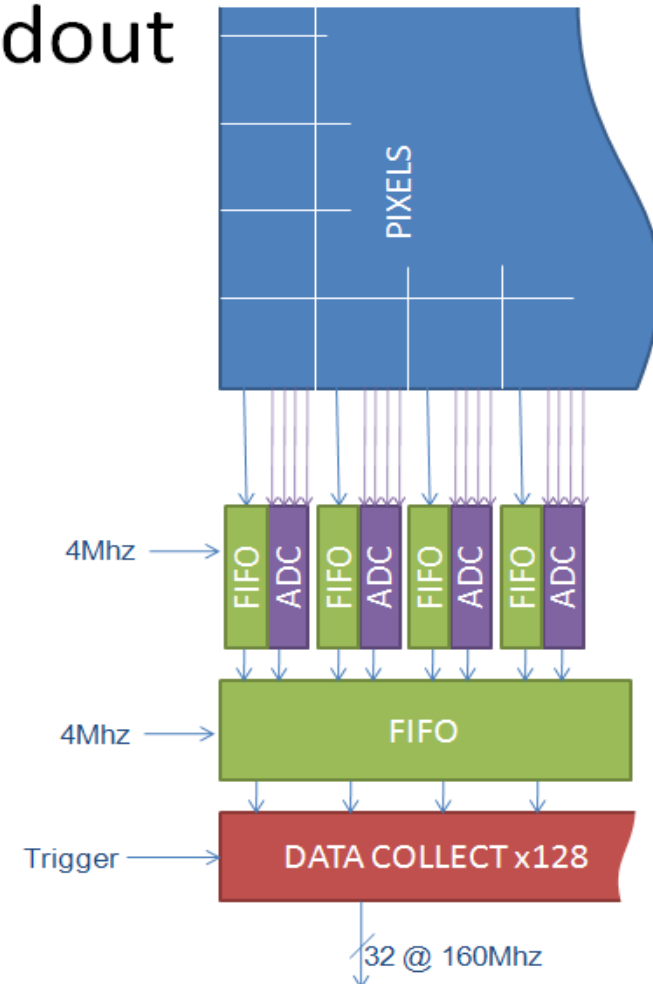 dout
PIXELS
4Mhz
FIFO
ADC
FIFO
ADC
FIFO
ADC
FIFO
ADC
4Mhz
FIFO
Trigger
DATA COLLECT x128
32 @ 160Mhz